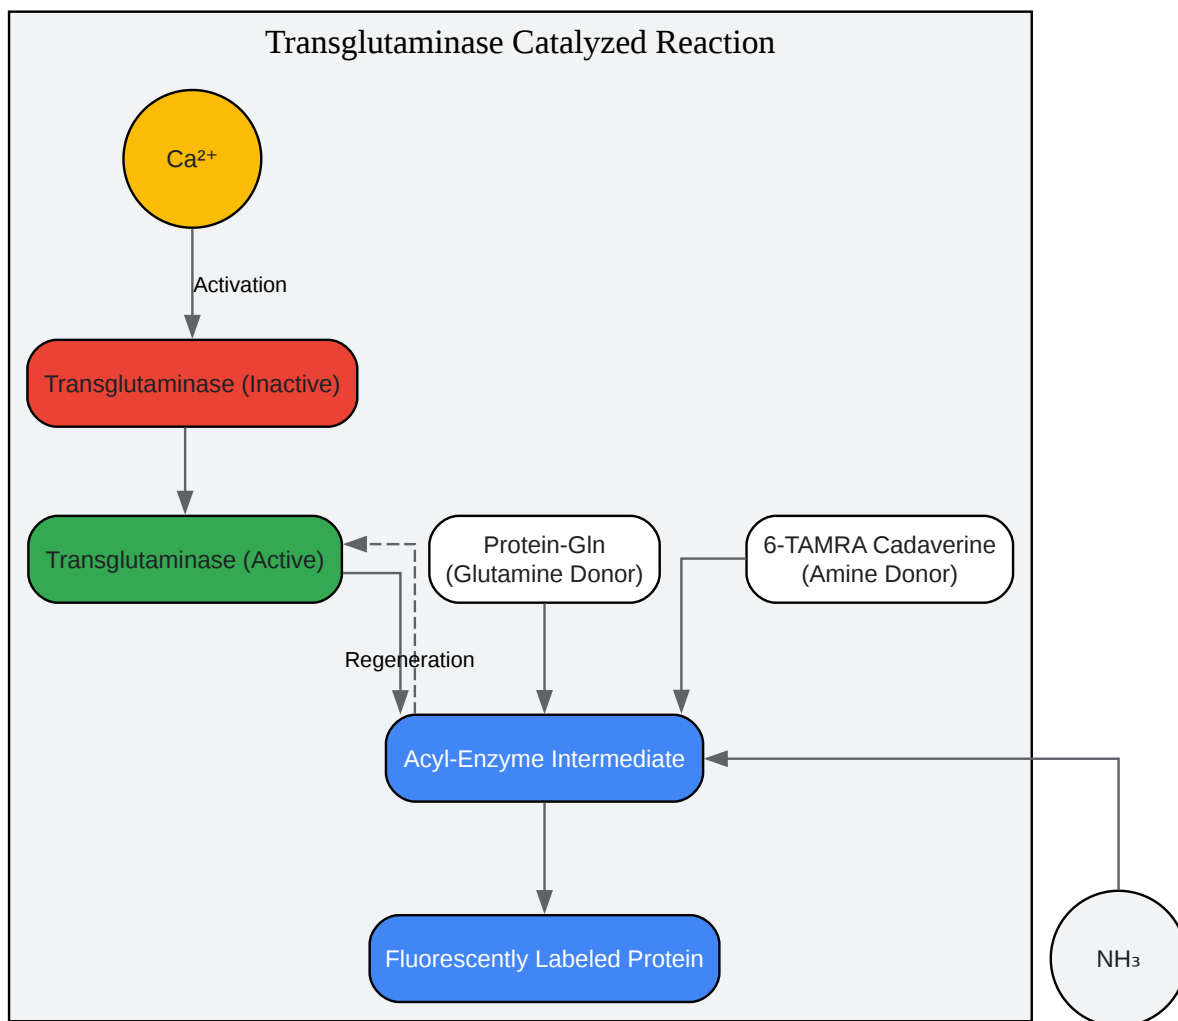 Transglutaminase Catalyzed Reaction
Ca²⁺
Activation
Transglutaminase (Inactive)
Transglutaminase (Active)
Protein-Gln
(Glutamine Donor)
6-TAMRA Cadaverine
(Amine Donor)
Regeneration
Acyl-Enzyme Intermediate
Fluorescently Labeled Protein
NH₃